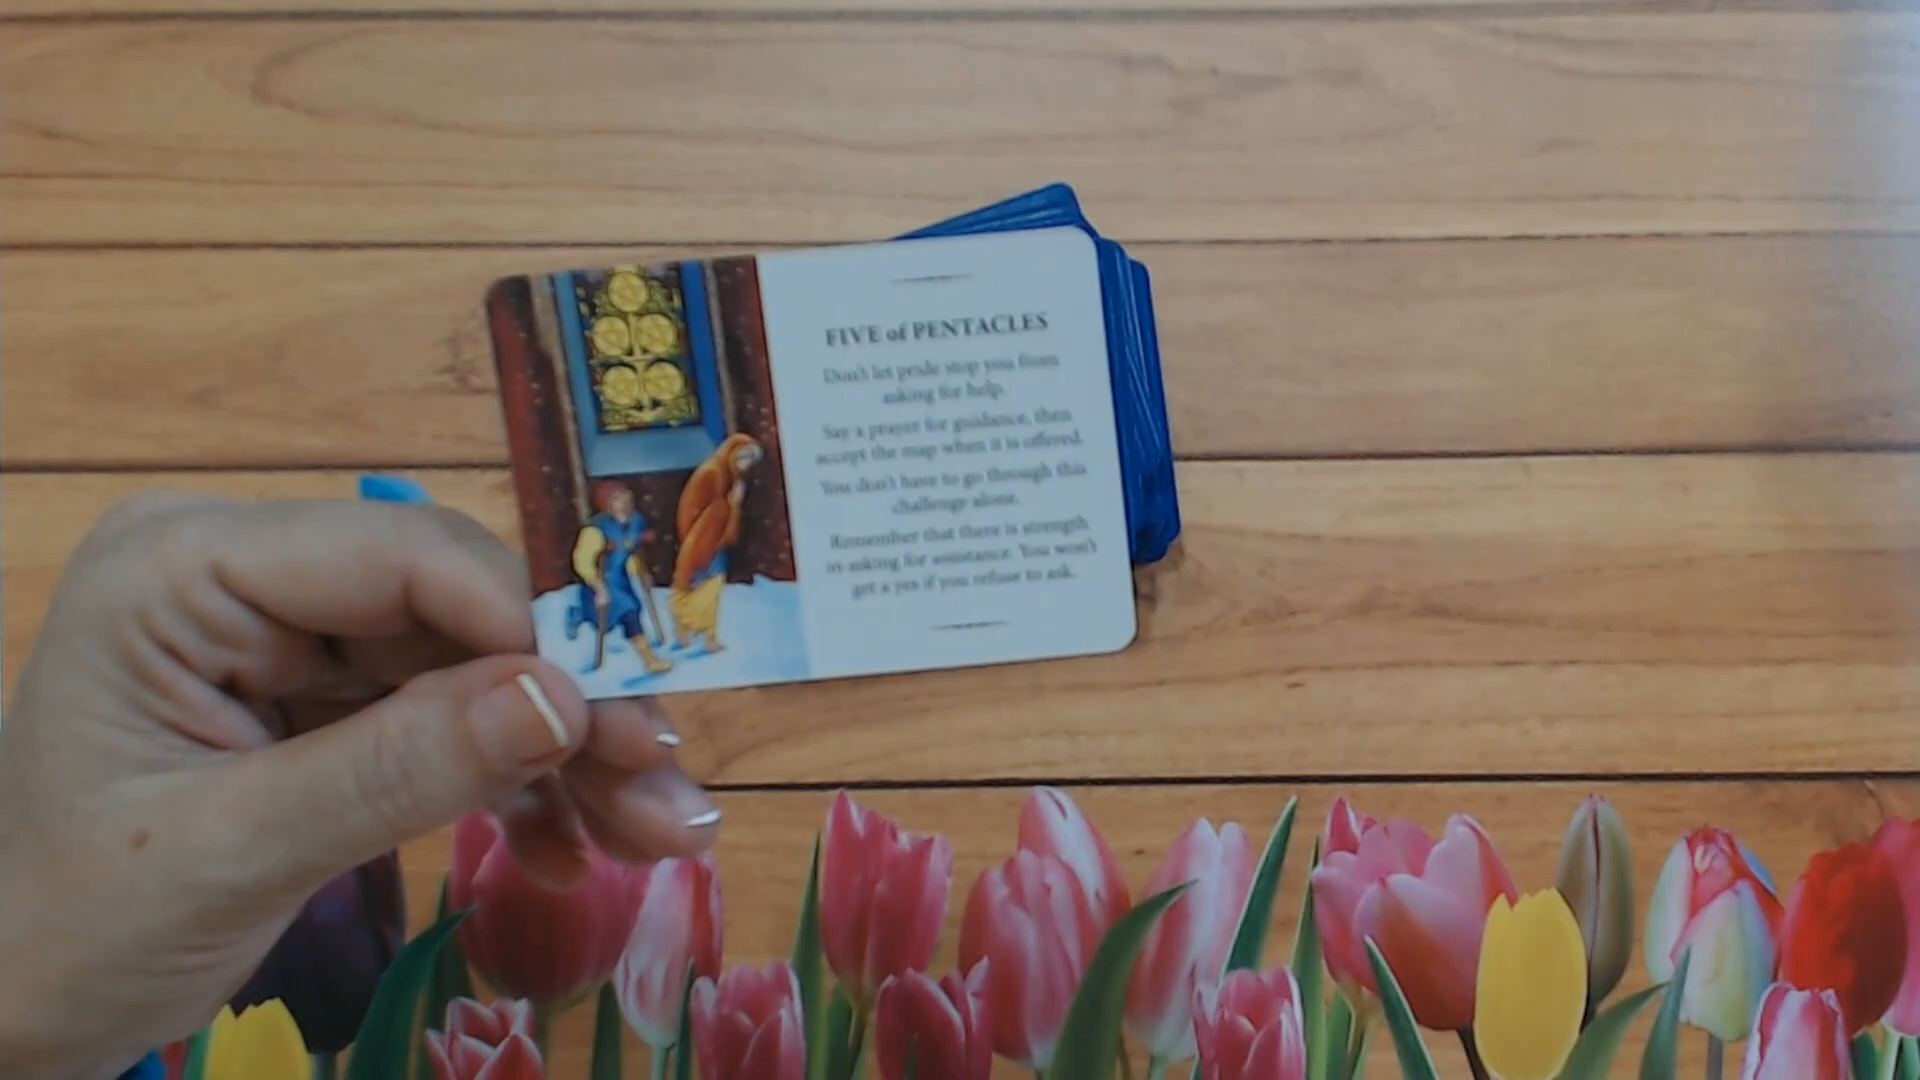 FIVE of PENTACLES
Don't let pride stop you from
asking for help.
Say a prayer for guidance, then
accept the map when it is offered.
You don't have to go through this
challenge alone.
Remember that there is strength
in asking for assistance. You won't
get a yes if you refuse to ask.